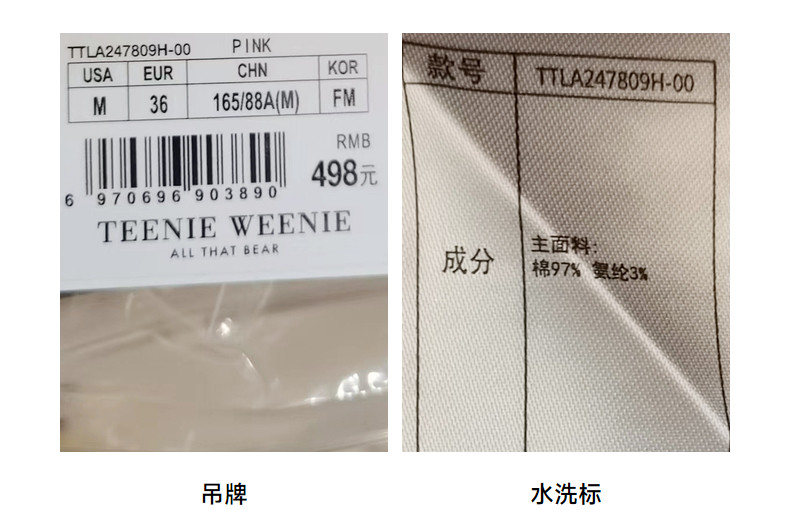 TTLA247809H-00 PINK
USA EUR CHN KOR
M 36 165/88A(M) FM
RMB
498元
6 970696 903890
TEENIE WEENIE
ALL THAT BEAR
款号 TTLA247809H-00
成分
主面料:
棉97% 氨纶3%
吊牌
水洗标